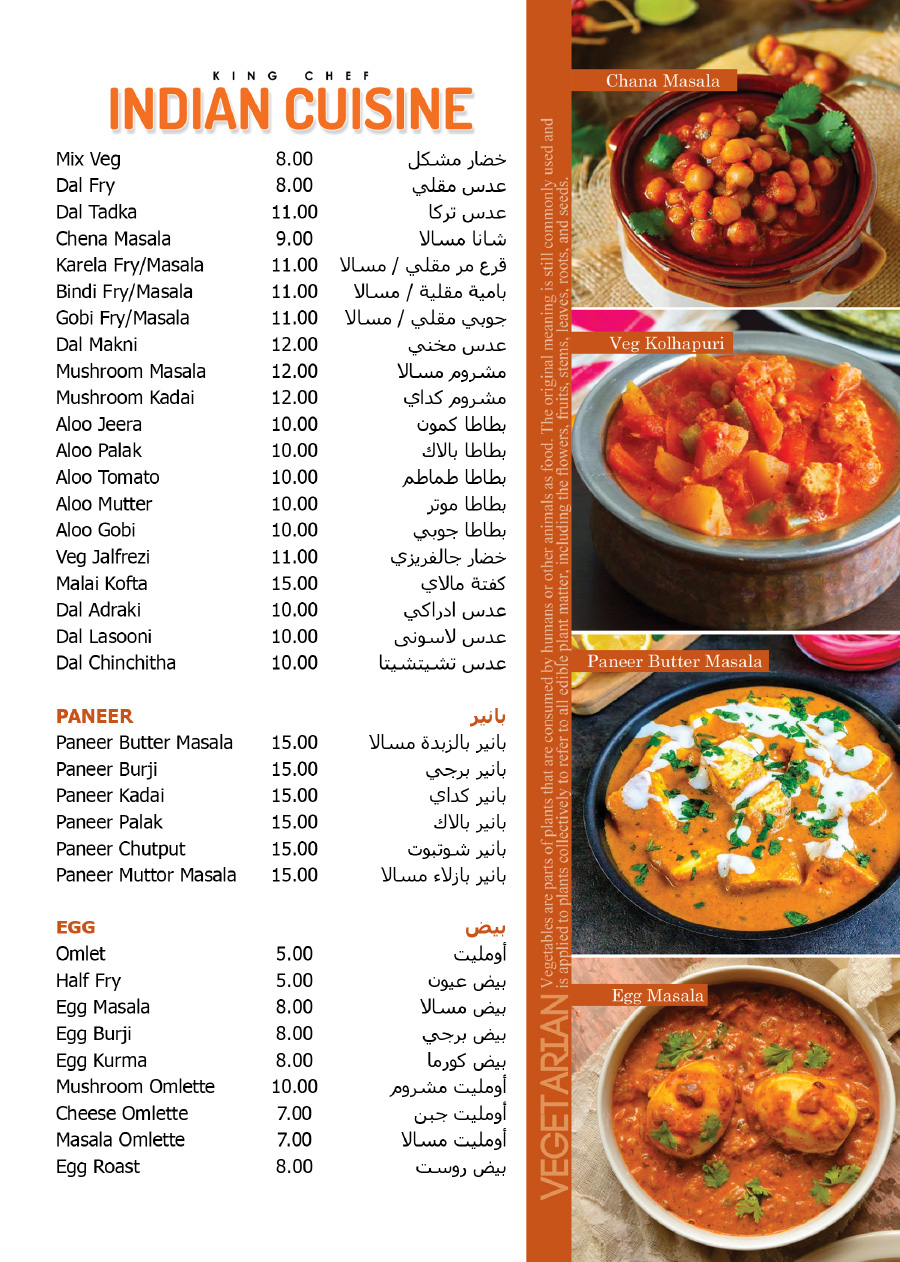 KING CHEF
INDIAN CUISINE
Mix Veg 8.00 خضار مشكل
Dal Fry 8.00 عدس مقلي
Dal Tadka 11.00 عدس تركا
Chena Masala 9.00 شانا مسالا
Karela Fry/Masala 11.00 قرع مر مقلي / مسالا
Bindi Fry/Masala 11.00 بامية مقلية / مسالا
Gobi Fry/Masala 11.00 جوبي مقلي / مسالا
Dal Makni 12.00 عدس مخني
Mushroom Masala 12.00 مشروم مسالا
Mushroom Kadai 12.00 مشروم كداي
Aloo Jeera 10.00 بطاطا كمون
Aloo Palak 10.00 بطاطا بالاك
Aloo Tomato 10.00 بطاطا طماطم
Aloo Mutter 10.00 بطاطا موتر
Aloo Gobi 10.00 بطاطا جوبي
Veg Jalfrezi 11.00 خضار جالفريزي
Malai Kofta 15.00 كفتة مالاي
Dal Adraki 10.00 عدس ادراكي
Dal Lasooni 10.00 عدس لاسونى
Dal Chinchitha 10.00 عدس تشيتشيتا
PANEER بانير
Paneer Butter Masala 15.00 بانير بالزبدة مسالا
Paneer Burji 15.00 بانير برجي
Paneer Kadai 15.00 بانير كداي
Paneer Palak 15.00 بانير بالاك
Paneer Chutput 15.00 بانير شوتبوت
Paneer Muttor Masala 15.00 بانير بازلاء مسالا
EGG بيض
Omlet 5.00 أومليت
Half Fry 5.00 بيض عيون
Egg Masala 8.00 بيض مسالا
Egg Burji 8.00 بيض برجي
Egg Kurma 8.00 بيض كورما
Mushroom Omlette 10.00 أومليت مشروم
Cheese Omlette 7.00 أومليت جبن
Masala Omlette 7.00 أومليت مسالا
Egg Roast 8.00 بيض روست
VEGETARIAN
Vegetables are parts of plants that are consumed by humans or other animals as food. The original meaning is still commonly used and
is applied to plants collectively to refer to all edible plant matter, including the flowers, fruits, stems, leaves, roots, and seeds.
Chana Masala
Veg Kolhapuri
Paneer Butter Masala
Egg Masala